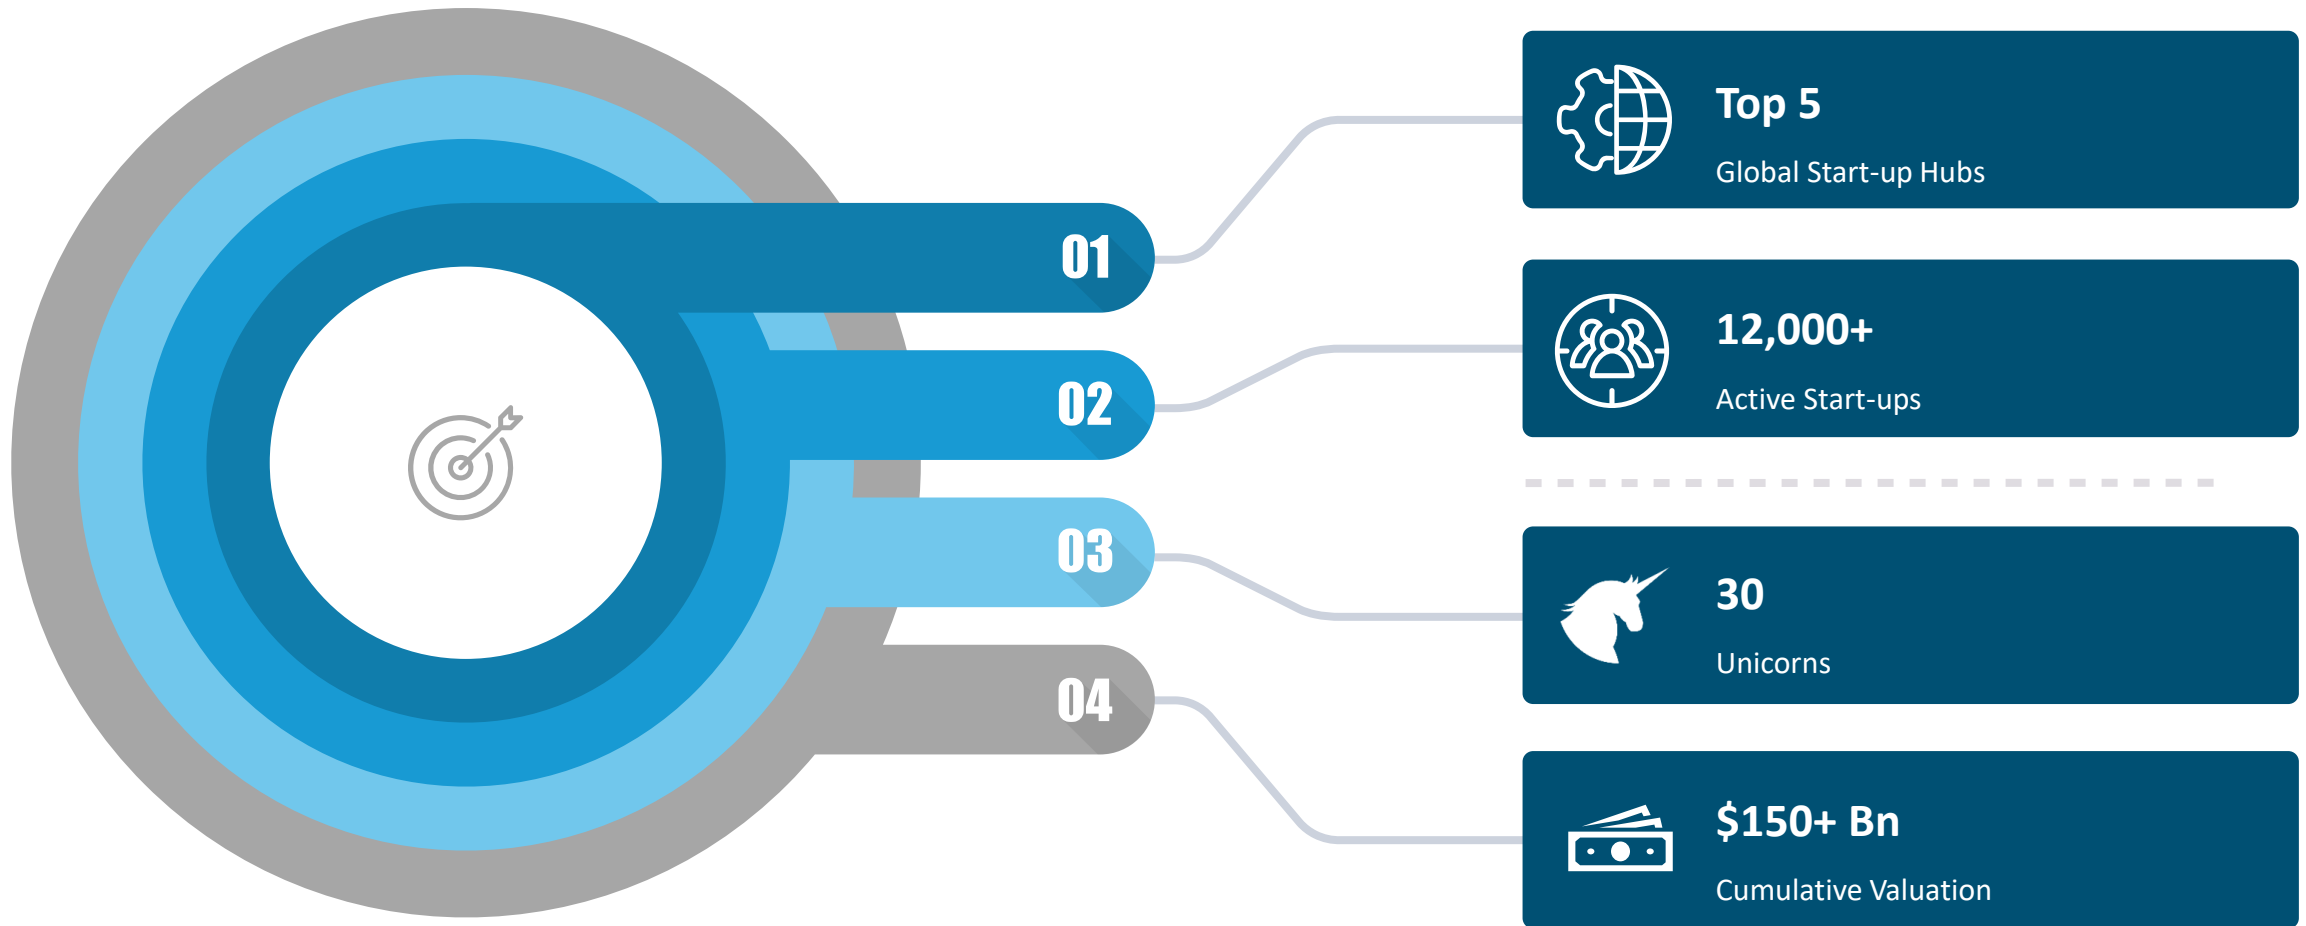 01
Top 5
Global Start-up Hubs
02
12,000+
Active Start-ups
03
30
Unicorns
04
$150+ Bn
Cumulative Valuation